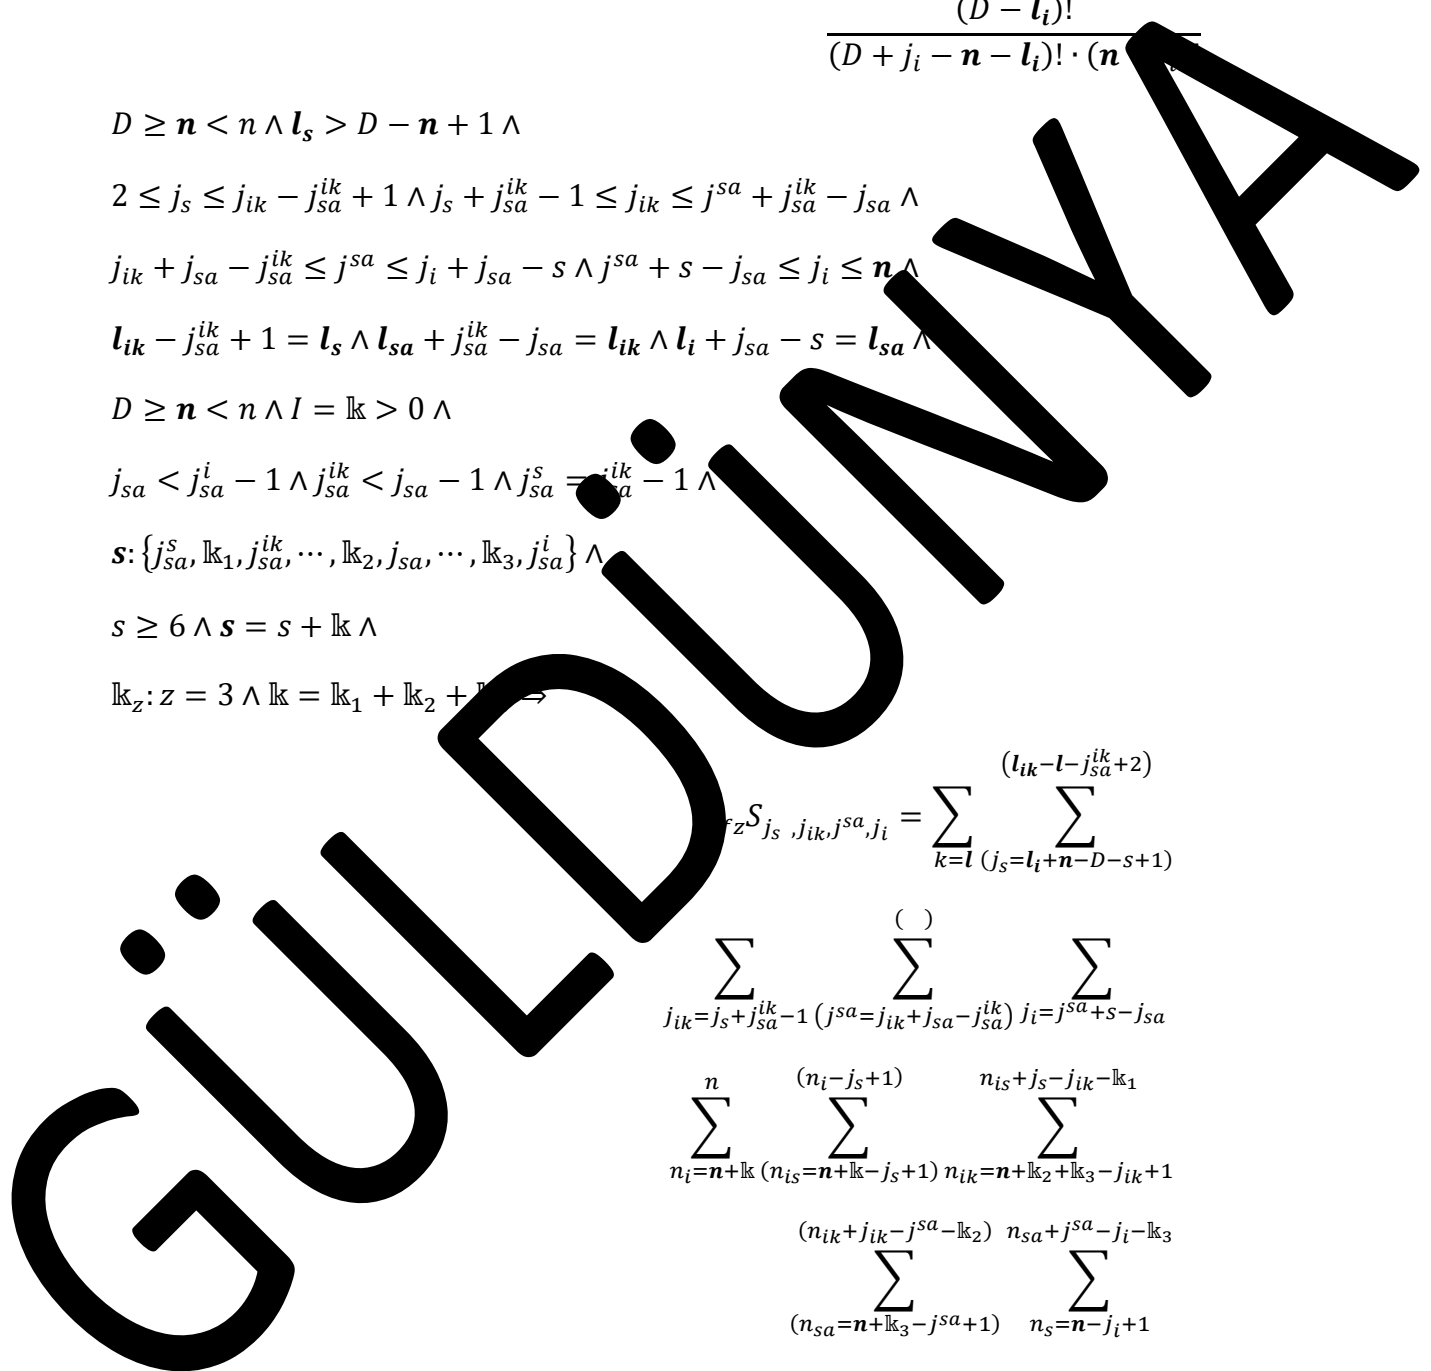 (D − l_i)!
(D + j_i − n − l_i)! · (n
D ≥ n < n ∧ l_s > D − n + 1 ∧
2 ≤ j_s ≤ j_ik − j_sa^ik + 1 ∧ j_s + j_sa^ik − 1 ≤ j_ik ≤ j^sa + j_sa^ik − j_sa ∧
j_ik + j_sa − j_sa^ik ≤ j^sa ≤ j_i + j_sa − s ∧ j^sa + s − j_sa ≤ j_i ≤ n ∧
l_ik − j_sa^ik + 1 = l_s ∧ l_sa + j_sa^ik − j_sa = l_ik ∧ l_i + j_sa − s = l_sa ∧
D ≥ n < n ∧ I = 𝕜 > 0 ∧
j_sa < j_sa^i − 1 ∧ j_sa^ik < j_sa − 1 ∧ j_sa^s = j_sa^ik − 1 ∧
s: {j_sa^s, 𝕜_1, j_sa^ik, ⋯ , 𝕜_2, j_sa, ⋯ , 𝕜_3, j_sa^i} ∧
s ≥ 6 ∧ s = s + 𝕜 ∧
𝕜_z: z = 3 ∧ 𝕜 = 𝕜_1 + 𝕜_2 + ⇒
(l_ik−l−j_sa^ik+2)
S_{j_s ,j_ik,j^sa,j_i} = ∑ ∑
k=l (j_s=l_i+n−D−s+1)
( )
∑ ∑ ∑
j_ik=j_s+j_sa^ik−1 (j^sa=j_ik+j_sa−j_sa^ik) j_i=j^sa+s−j_sa
n (n_i−j_s+1) n_is+j_s−j_ik−𝕜_1
∑ ∑ ∑
n_i=n+𝕜 (n_is=n+𝕜−j_s+1) n_ik=n+𝕜_2+𝕜_3−j_ik+1
(n_ik+j_ik−j^sa−𝕜_2) n_sa+j^sa−j_i−𝕜_3
∑ ∑
(n_sa=n+𝕜_3−j^sa+1) n_s=n−j_i+1
GÜLDÜNYA